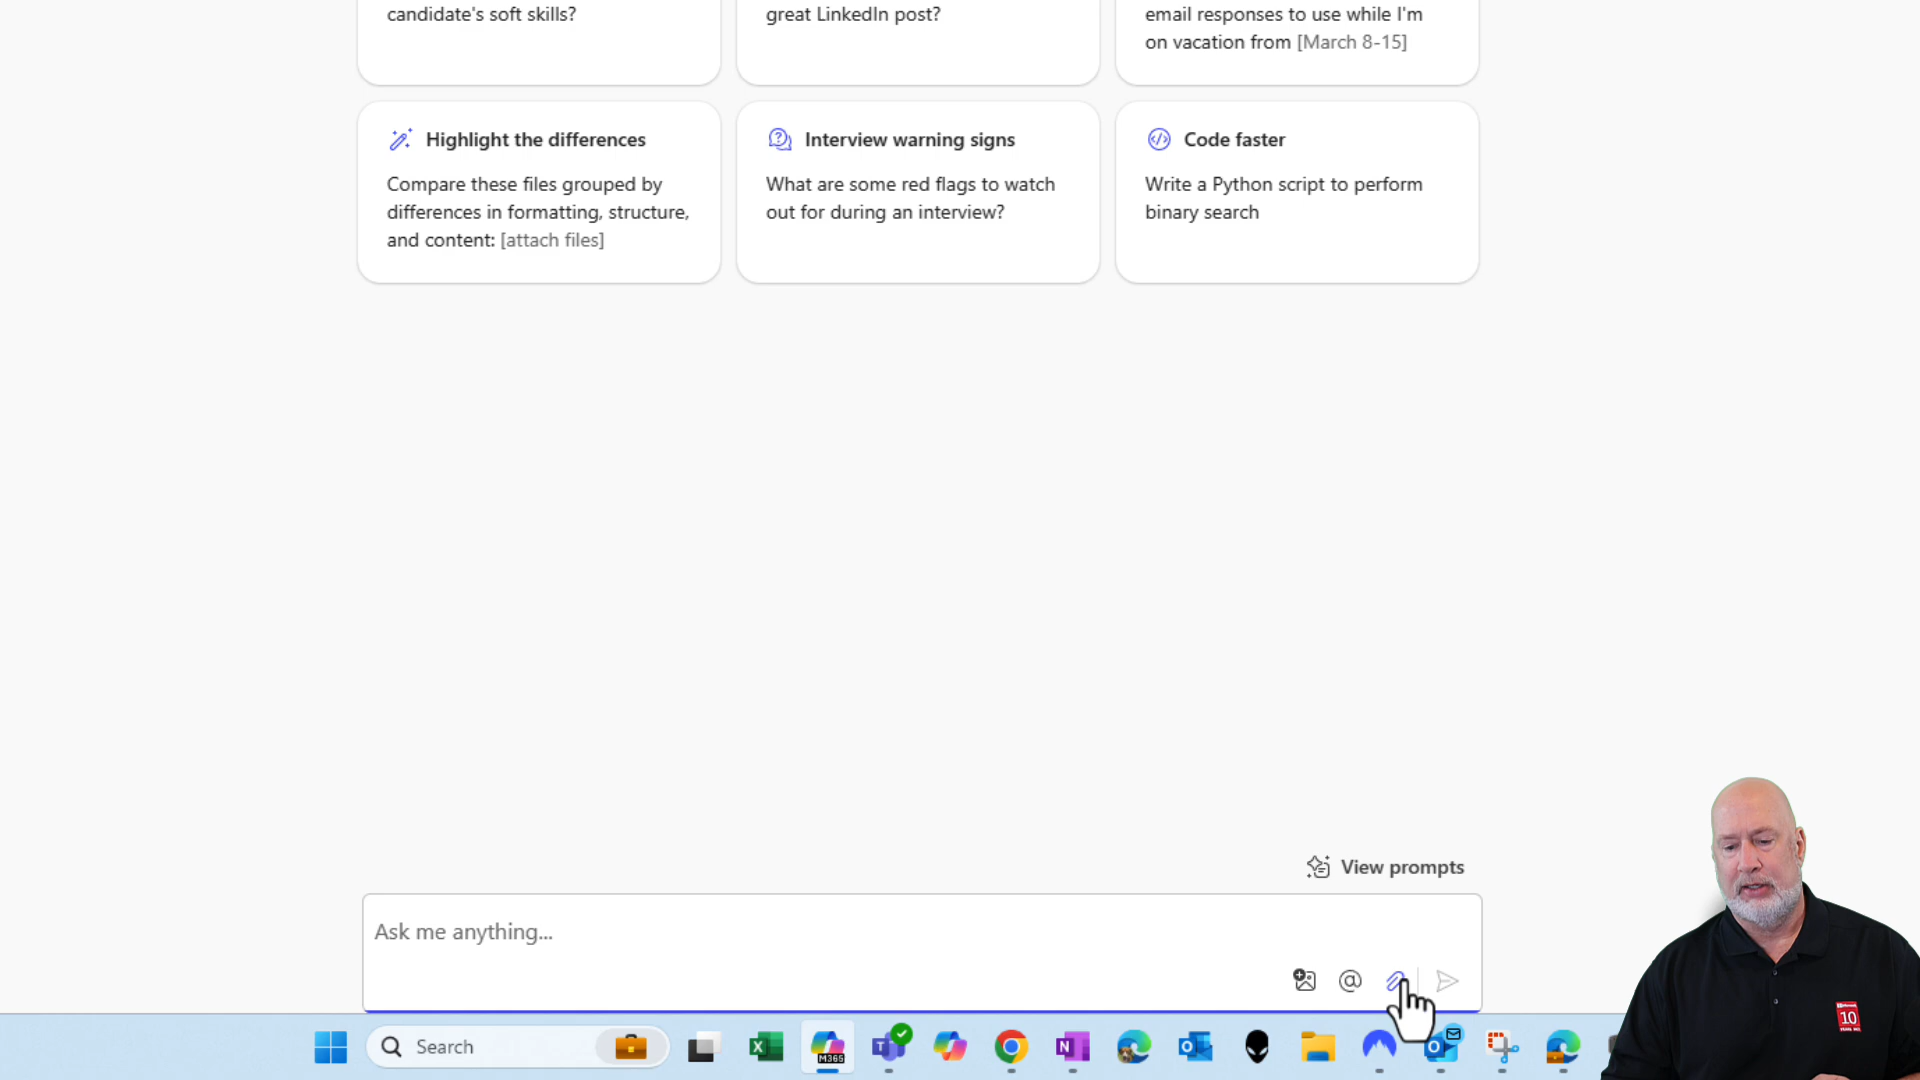 candidate's soft skills?
great LinkedIn post?
email responses to use while I'm
on vacation from [March 8-15]
Highlight the differences
Compare these files grouped by
differences in formatting, structure,
and content: [attach files]
Interview warning signs
What are some red flags to watch
out for during an interview?
Code faster
Write a Python script to perform
binary search
View prompts
Ask me anything...
Search
M365
10